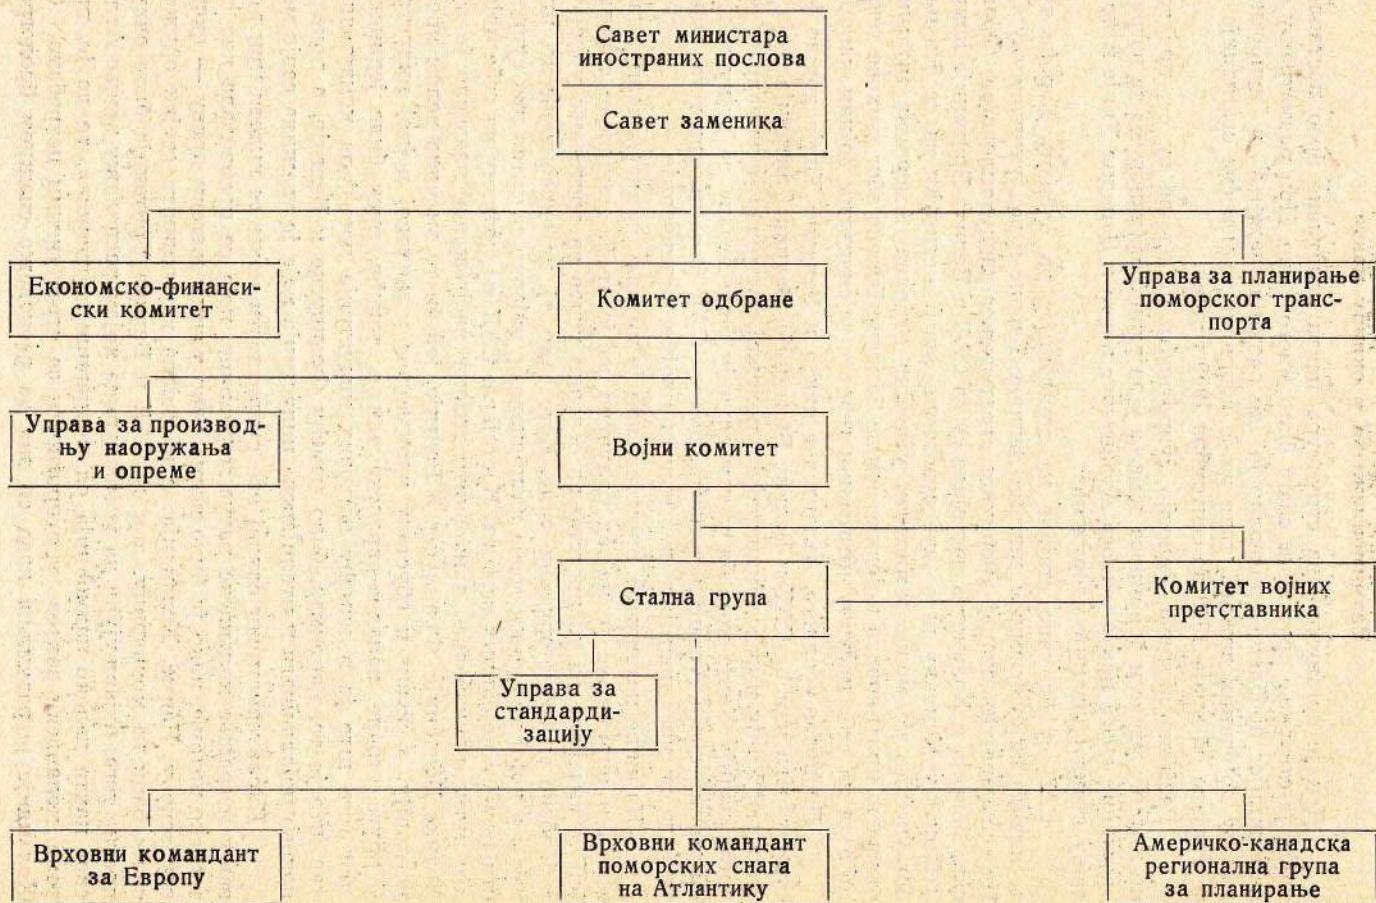 Савет министара
иностраних послова
Савет заменика
Економско-финанси-
ски комитет
Комитет одбране
Управа за планирање
поморског транс-
порта
Управа за производ-
њу наоружања
и опреме
Војни комитет
Стална група
Комитет војних
претставника
Управа за
стандарди-
зацију
Врховни командант
за Европу
Врховни командант
поморских снага
на Атлантику
Америчко-канадска
регионална група
за планирање